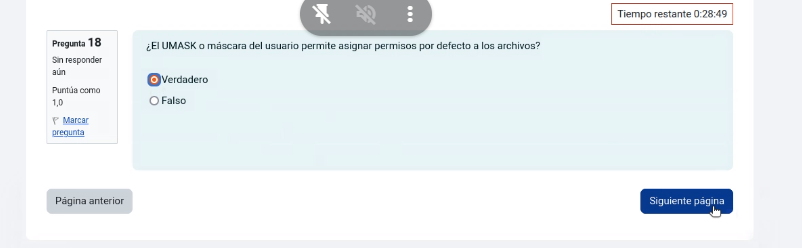 Tiempo restante 0:28:49
Pregunta 18
Sin responder
aún
Puntúa como
1,0
Marcar
pregunta
¿El UMASK o máscara del usuario permite asignar permisos por defecto a los archivos?
Verdadero
Falso
Página anterior
Siguiente página